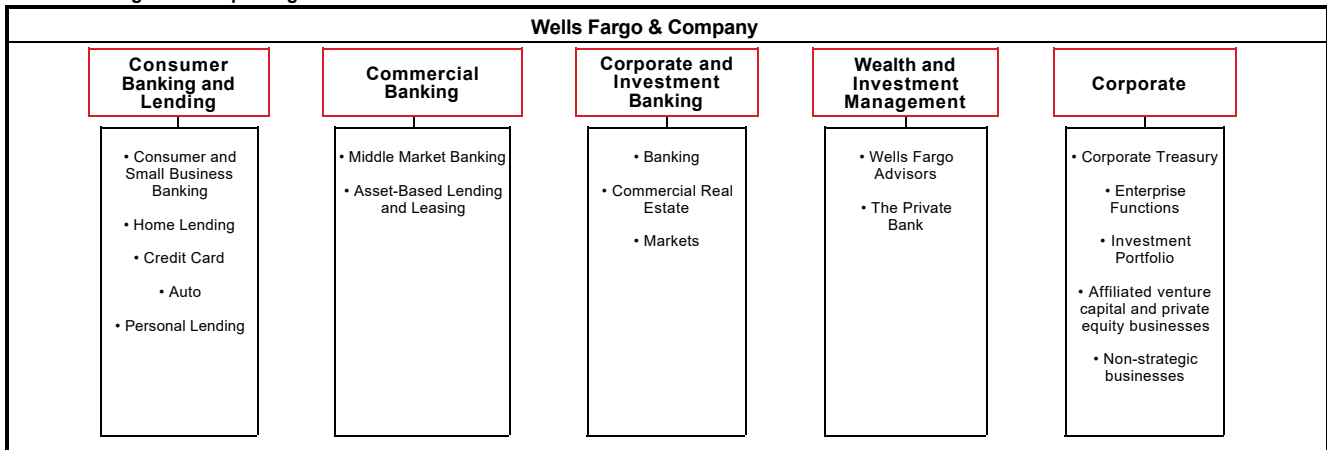 Wells Fargo & Company
Consumer
Banking and
Lending
• Consumer and
Small Business
Banking
• Home Lending
• Credit Card
• Auto
• Personal Lending
Commercial
Banking
• Middle Market Banking
• Asset-Based Lending
and Leasing
Corporate and
Investment
Banking
• Banking
• Commercial Real
Estate
• Markets
Wealth and
Investment
Management
• Wells Fargo
Advisors
• The Private
Bank
Corporate
• Corporate Treasury
• Enterprise
Functions
• Investment
Portfolio
• Affiliated venture
capital and private
equity businesses
• Non-strategic
businesses